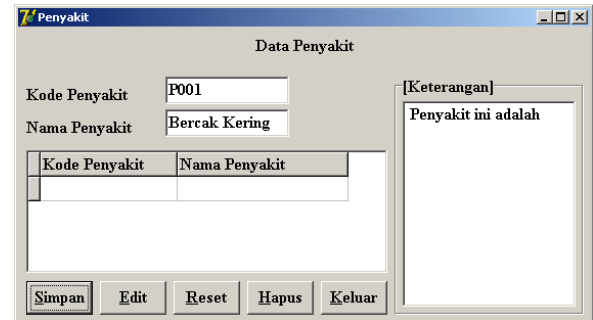 Penyakit
Data Penyakit
Kode Penyakit P001
Nama Penyakit Bercak Kering
[Keterangan]
Penyakit ini adalah
Kode Penyakit Nama Penyakit
Simpan Edit Reset Hapus Keluar